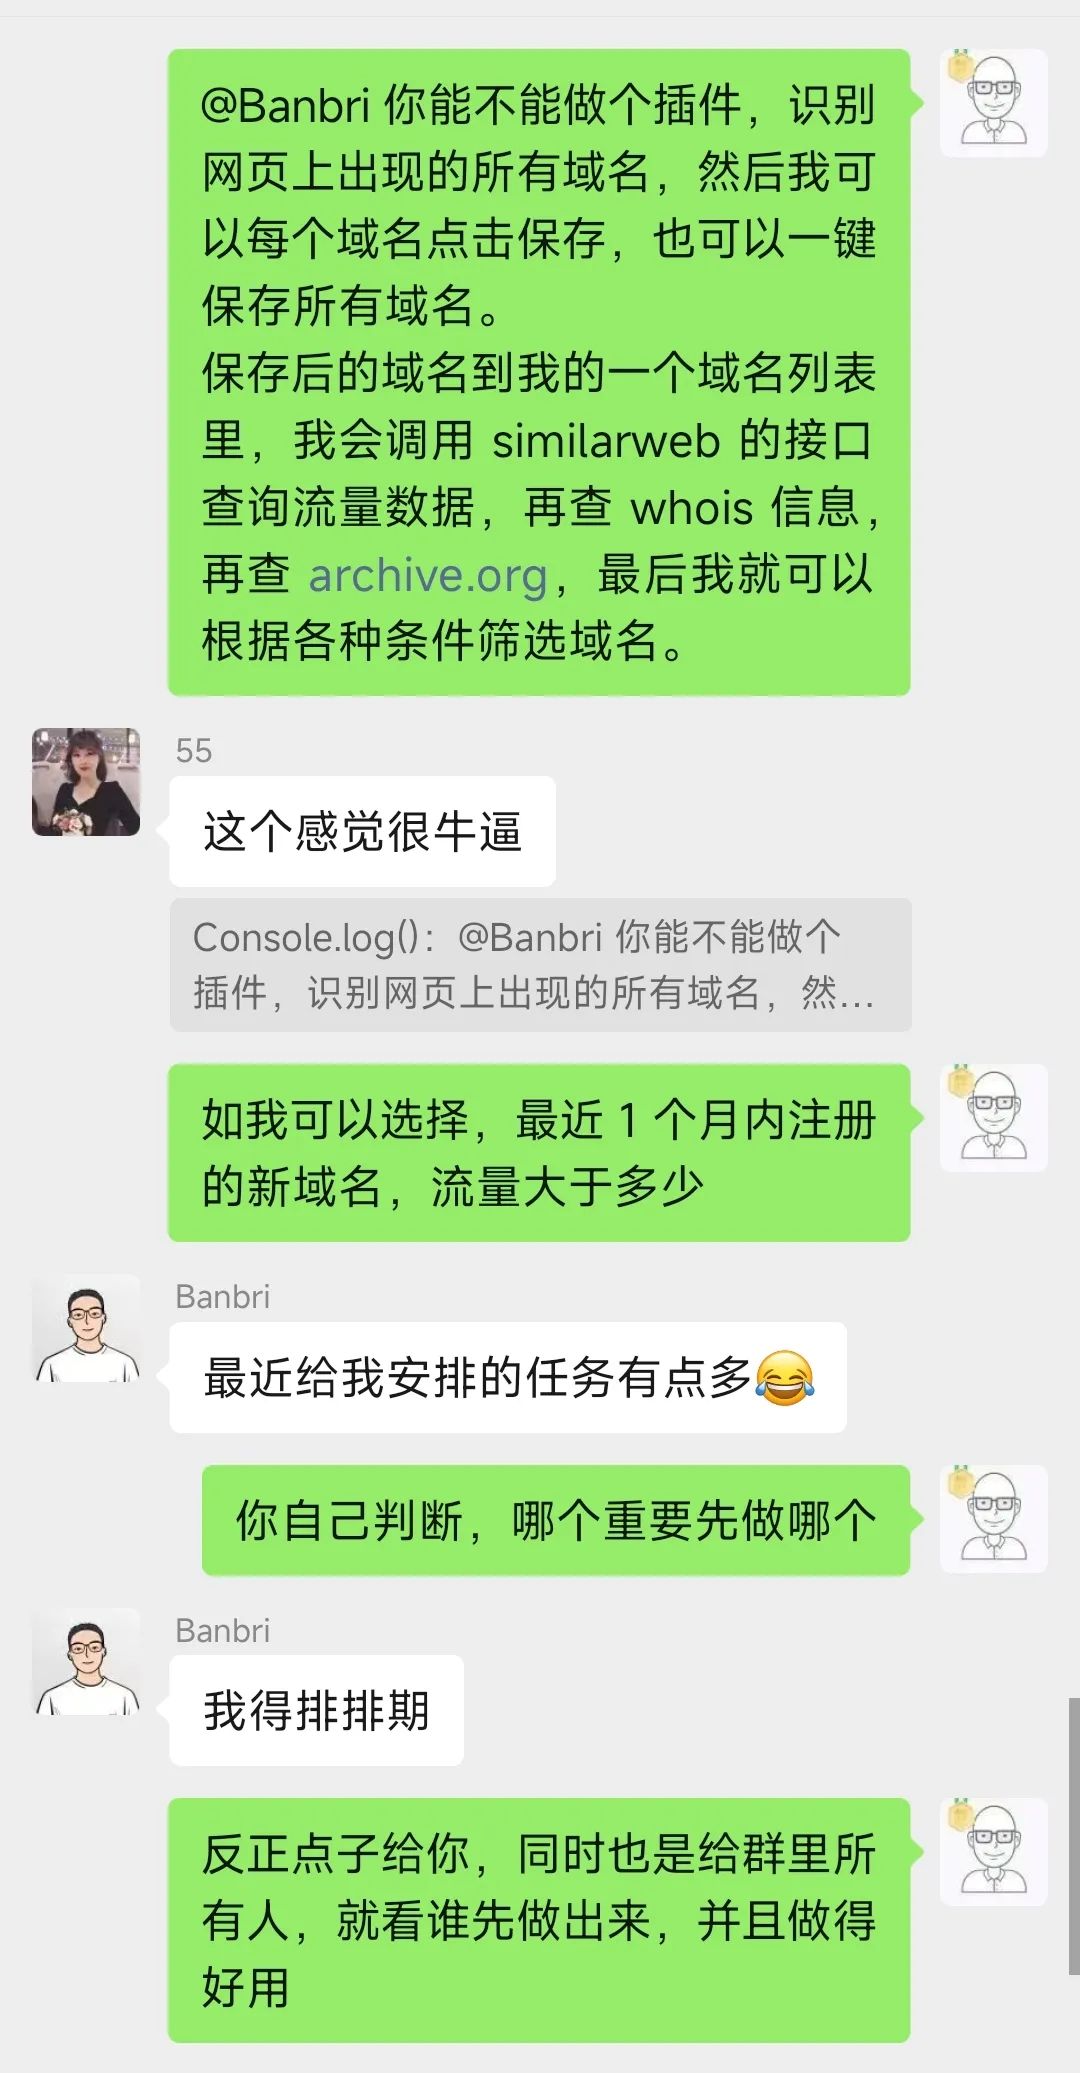 @Banbri 你能不能做个插件，识别
网页上出现的所有域名，然后我可
以每个域名点击保存，也可以一键
保存所有域名。
保存后的域名到我的一个域名列表
里，我会调用 similarweb 的接口
查询流量数据，再查 whois 信息，
再查 archive.org，最后我就可以
根据各种条件筛选域名。
55
这个感觉很牛逼
Console.log()：@Banbri 你能不能做个
插件，识别网页上出现的所有域名，然...
如我可以选择，最近 1 个月内注册
的新域名，流量大于多少
Banbri
最近给我安排的任务有点多😂
你自己判断，哪个重要先做哪个
Banbri
我得排排期
反正点子给你，同时也是给群里所
有人，就看谁先做出来，并且做得
好用